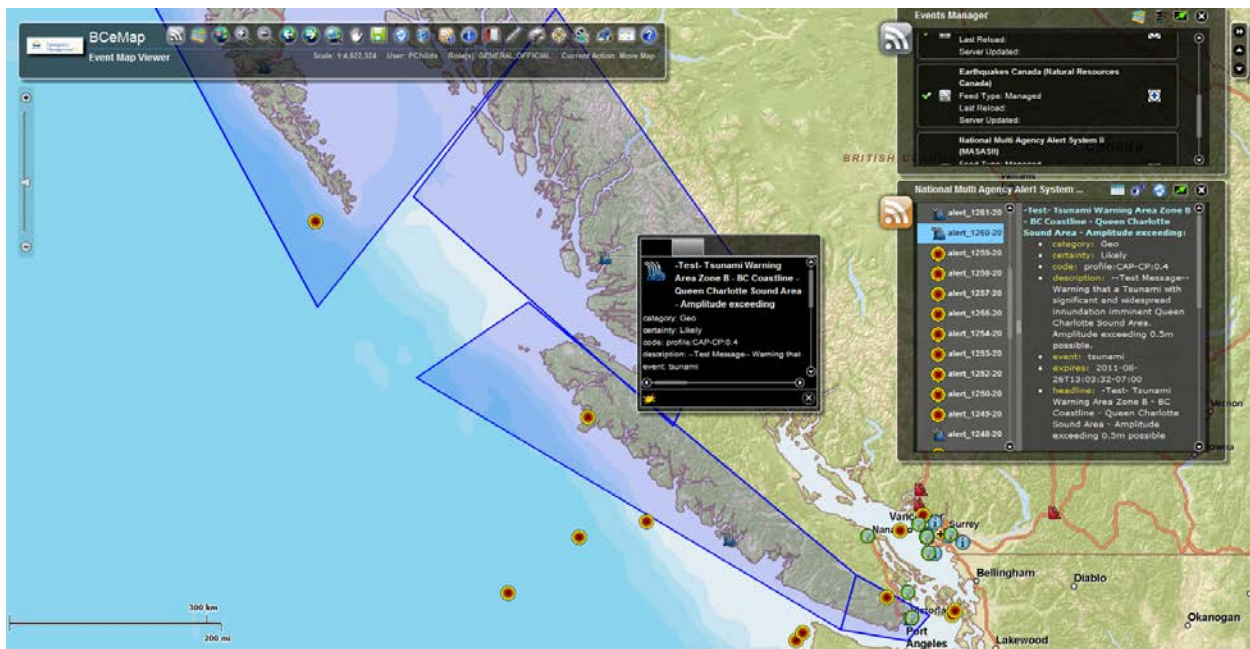 BCeMap
Event Map Viewer
Scale: 1:4,622,324 User: PChilds Role(s): GENERAL_OFFICIAL Current Action: Move Map
Events Manager
Last Reload:
Server Updated:
Earthquakes Canada (Natural Resources
Canada)
Feed Type: Managed
Last Reload:
Server Updated:
National Multi Agency Alert System II
(MASASII)
Feed Type: Managed
BRITISH
National Multi Agency Alert System ...
alert_1261-20
alert_1260-20
alert_1259-20
alert_1258-20
alert_1257-20
alert_1256-20
alert_1254-20
alert_1253-20
alert_1252-20
alert_1250-20
alert_1249-20
alert_1248-20
-Test- Tsunami Warning Area Zone B
- BC Coastline - Queen Charlotte
Sound Area - Amplitude exceeding:
category: Geo
certainty: Likely
code: profile:CAP-CP:0.4
description: --Test Message--
Warning that a Tsunami with
significant and widespread
Innundation imminent Queen
Charlotte Sound Area.
Amplitude exceeding 0.5m
possible.
event: tsunami
expires: 2011-08-
26T13:03:32-07:00
headline: -Test- Tsunami
Warning Area Zone B - BC
Coastline - Queen Charlotte
Sound Area - Amplitude
exceeding 0.5m possible
-Test- Tsunami Warning
Area Zone B - BC Coastline -
Queen Charlotte Sound Area
- Amplitude exceeding
category: Geo
certainty: Likely
code: profile:CAP-CP:0.4
description: --Test Message-- Warning that
event: tsunami
Surrey
Bellingham
Diablo
Okanogan
Victoria
Port
Angeles
Lakewood
300 km
200 mi